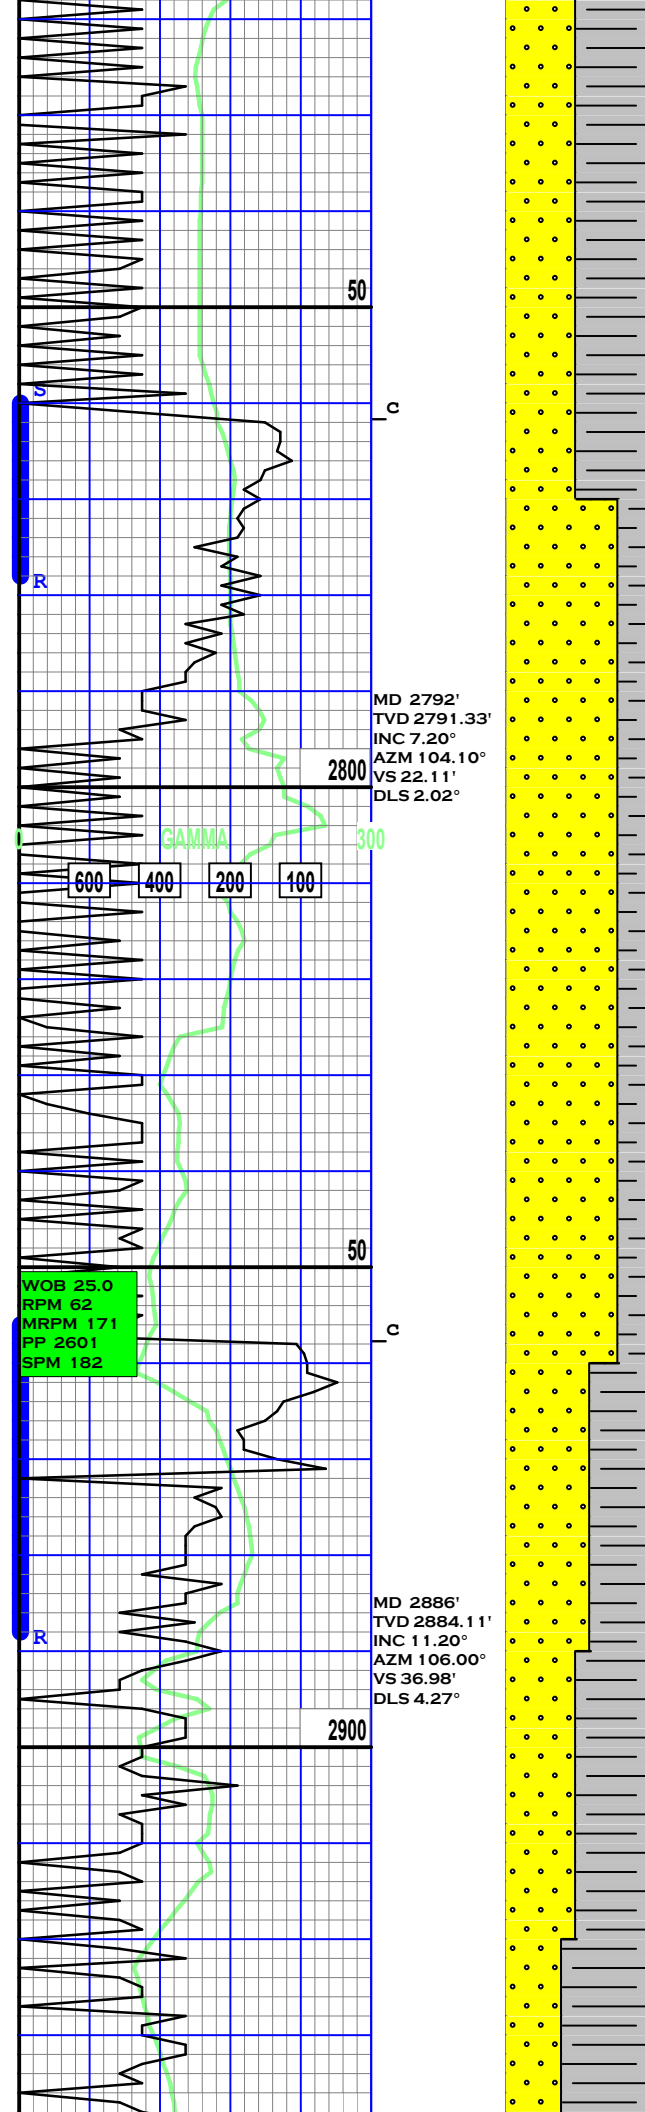 50
S
C
R
MD 2792'
TVD 2791.33'
INC 7.20°
AZM 104.10°
VS 22.11'
DLS 2.02°
2800
0 GAMMA 300
600 400 200 100
50
WOB 25.0
RPM 62
MRPM 171
PP 2601
SPM 182
C
MD 2886'
TVD 2884.11'
INC 11.20°
AZM 106.00°
VS 36.98'
DLS 4.27°
R
2900